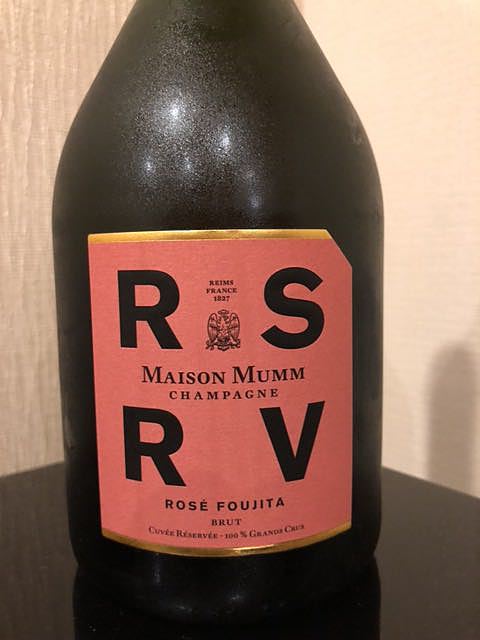 R S
REIMS
FRANCE
1827
MAISON MUMM
CHAMPAGNE
R V
ROSÉ FOUJITA
BRUT
CUVÉE RÉSERVÉE - 100 % GRANDS CRUS